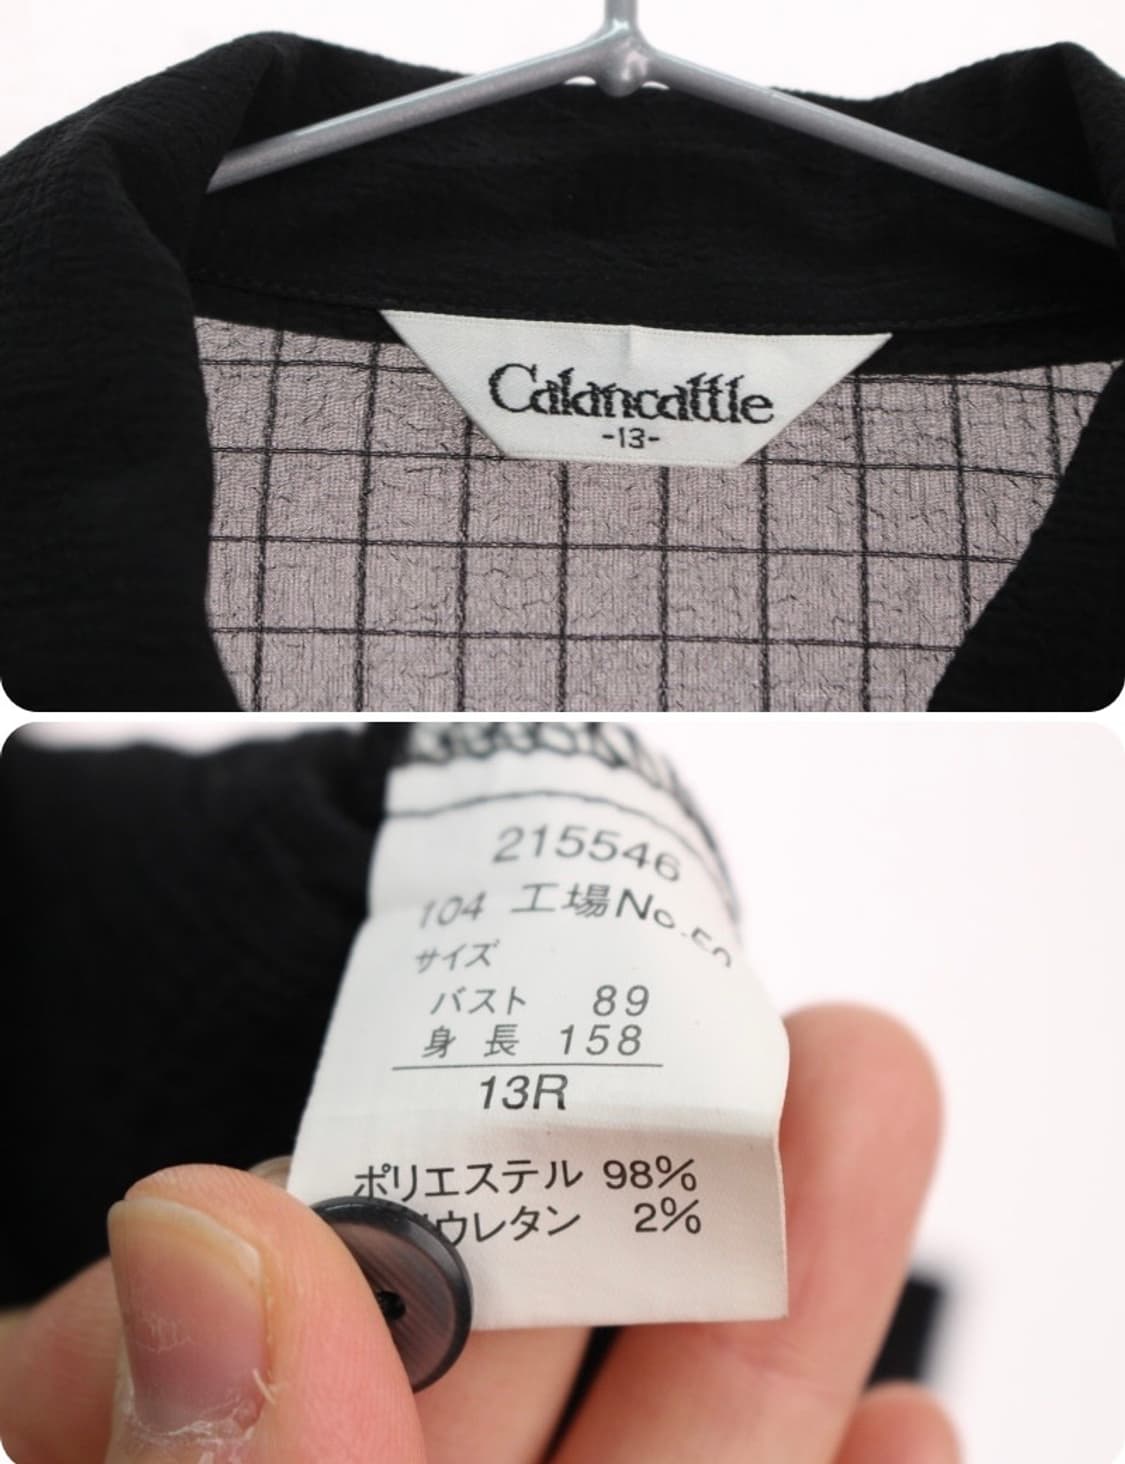 Calancattle
-13-
215546
104 工場No.50
サイズ
バスト 89
身長 158
13R
ポリエステル 98%
ウレタン 2%